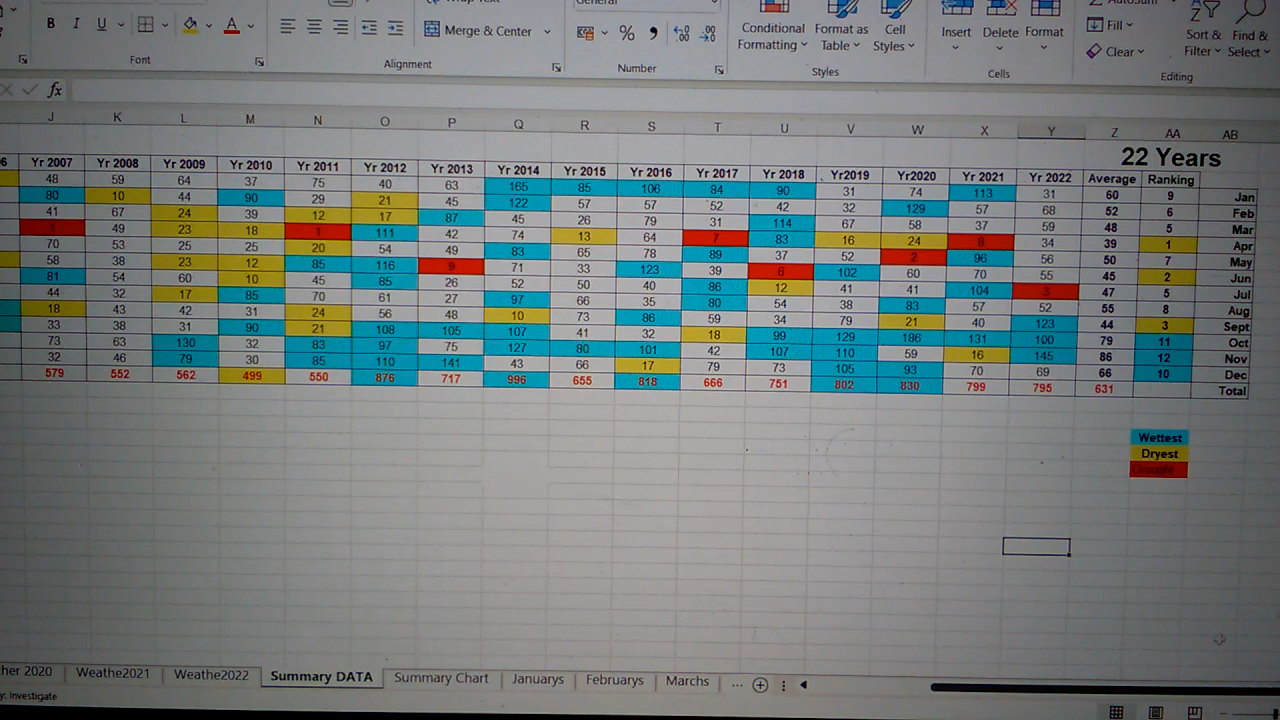 B I U A Merge & Center % , Conditional Formatting Format as Table Cell Styles Insert Delete Format Fill Clear Sort & Filter Find & Select
Font Alignment Number Styles Cells Editing
fx
J K L M N O P Q R S T U V W X Y Z AA AB
22 Years
6 Yr 2007 Yr 2008 Yr 2009 Yr 2010 Yr 2011 Yr 2012 Yr 2013 Yr 2014 Yr 2015 Yr 2016 Yr 2017 Yr 2018 Yr2019 Yr2020 Yr 2021 Yr 2022 Average Ranking
48 59 64 37 75 40 63 165 85 106 84 90 31 74 113 31 60 9 Jan
80 10 44 90 29 21 45 122 57 57 52 42 32 129 57 68 52 6 Feb
41 67 24 39 12 17 87 45 26 79 31 114 67 58 37 59 48 5 Mar
49 23 18 1 111 42 74 13 64 7 83 16 24 8 34 39 1 Apr
70 53 25 25 20 54 49 83 65 78 89 37 52 2 96 56 50 7 May
58 38 23 12 85 116 9 71 33 123 39 6 102 60 70 55 45 2 Jun
81 54 60 10 45 85 26 52 50 40 86 12 41 41 104 3 47 5 Jul
44 32 17 85 70 61 27 97 66 35 80 54 38 83 57 52 55 8 Aug
18 43 42 31 24 56 48 10 73 86 59 34 79 21 40 123 44 3 Sept
33 38 31 90 21 108 105 107 41 32 18 99 129 186 131 100 79 11 Oct
73 63 130 32 83 97 75 127 80 101 42 107 110 59 16 145 86 12 Nov
32 46 79 30 85 110 141 43 66 17 79 73 105 93 70 69 66 10 Dec
579 552 562 499 550 876 717 996 655 818 666 751 802 830 799 795 631 Total
Wettest
Dryest
Drought
her 2020 Weathe2021 Weathe2022 Summary DATA Summary Chart Januarys Februarys Marchs ...
y: Investigate